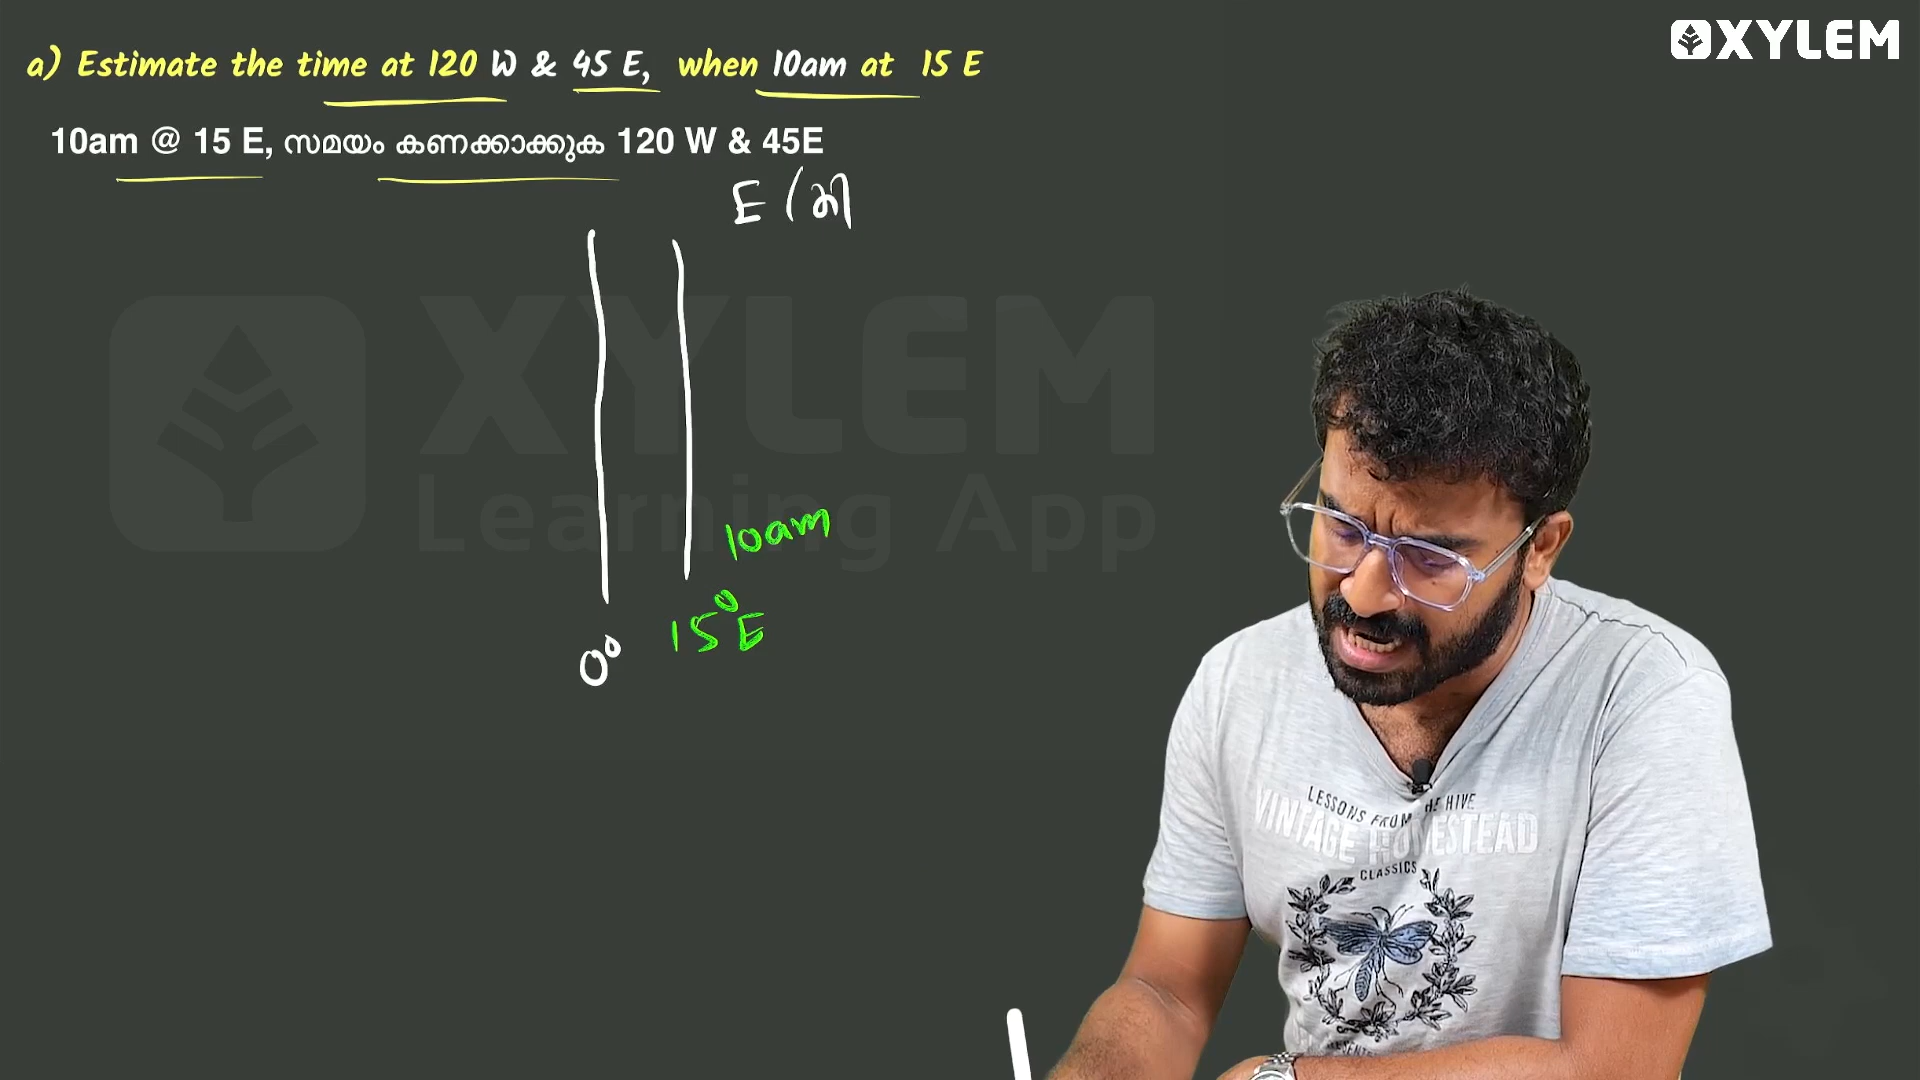 XYLEM
a) Estimate the time at 120 W & 45 E, when 10am at 15 E
10am @ 15 E, സമയം കണക്കാക്കുക 120 W & 45E
E (കി
XYLEM
Learning App
10am
15° E
0°
LESSONS FROM THE HIVE
VINTAGE HOMESTEAD
CLASSICS